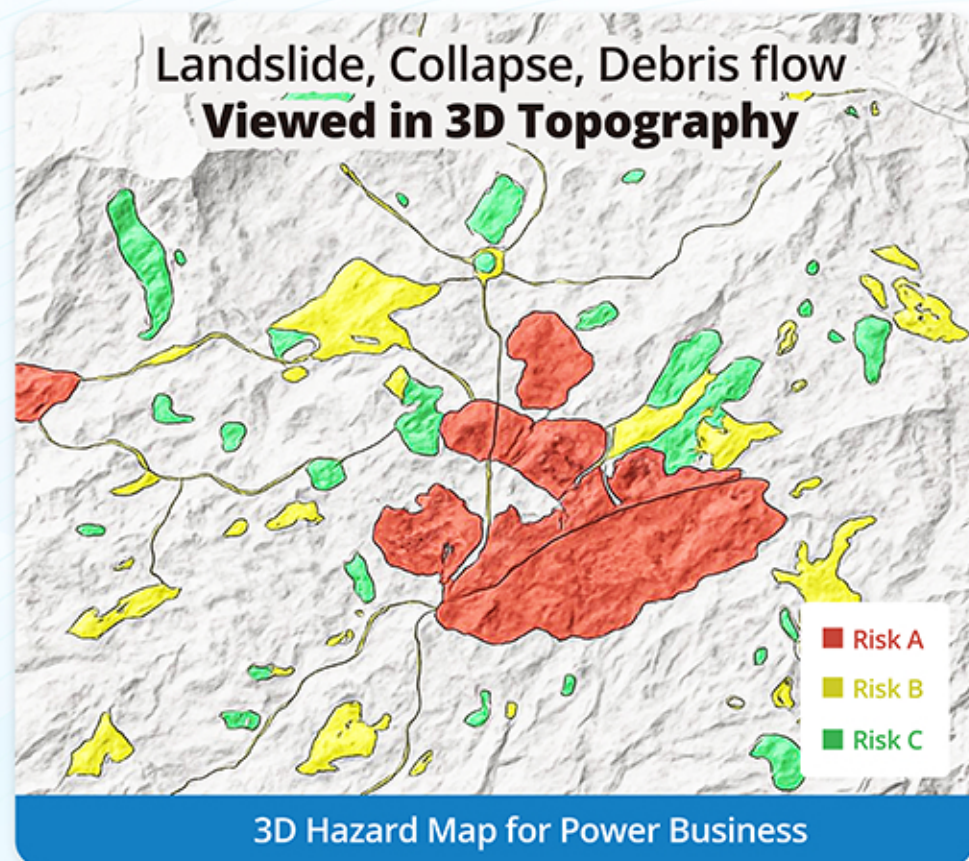 Landslide, Collapse, Debris flow
Viewed in 3D Topography
Risk A
Risk B
Risk C
3D Hazard Map for Power Business